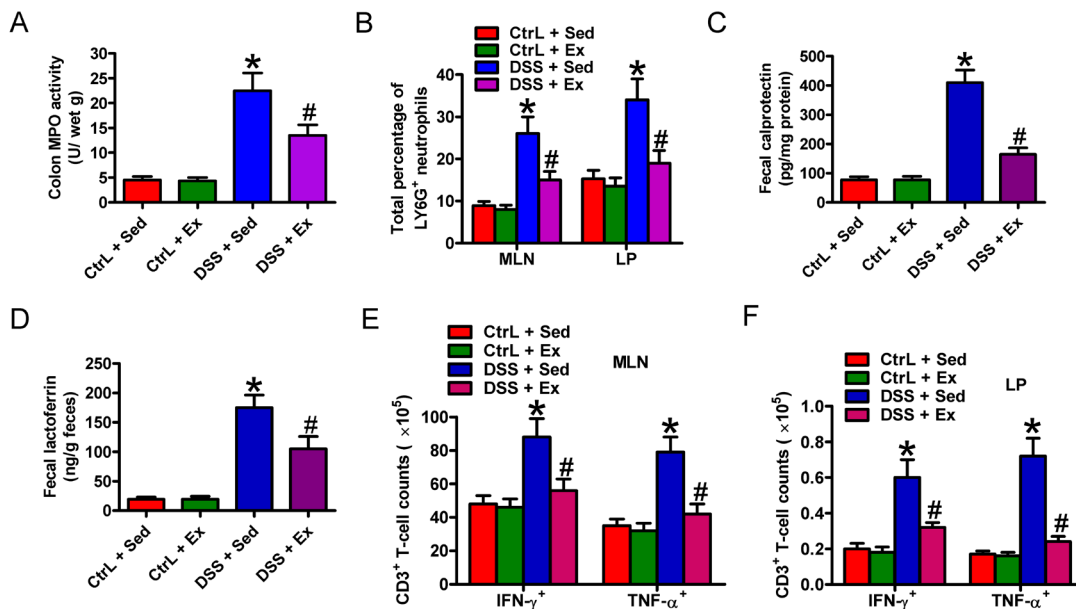 A
Colon MPO activity
(U/ wet g)
30
25
20
15
10
5
0
*
#
CtrL + Sed
CtrL + Ex
DSS + Sed
DSS + Ex
B
CtrL + Sed
CtrL + Ex
DSS + Sed
DSS + Ex
Total percentage of
LY6G⁺ neutrophils
40
30
20
10
0
*
#
*
#
MLN
LP
C
Fecal calprotectin
(pg/mg protein)
500
400
300
200
100
0
*
#
CtrL + Sed
CtrL + Ex
DSS + Sed
DSS + Ex
D
Fecal lactoferrin
(ng/g feces)
250
200
150
100
50
0
*
#
CtrL + Sed
CtrL + Ex
DSS + Sed
DSS + Ex
E
CtrL + Sed
CtrL + Ex
DSS + Sed
DSS + Ex
MLN
CD3⁺ T-cell counts ( ×10⁵)
100
80
60
40
20
0
*
#
*
#
IFN-γ⁺
TNF-α⁺
F
CtrL + Sed
CtrL + Ex
DSS + Sed
DSS + Ex
LP
CD3⁺ T-cell counts ( ×10⁵)
1.0
0.8
0.6
0.4
0.2
0.0
*
#
*
#
IFN-γ⁺
TNF-α⁺